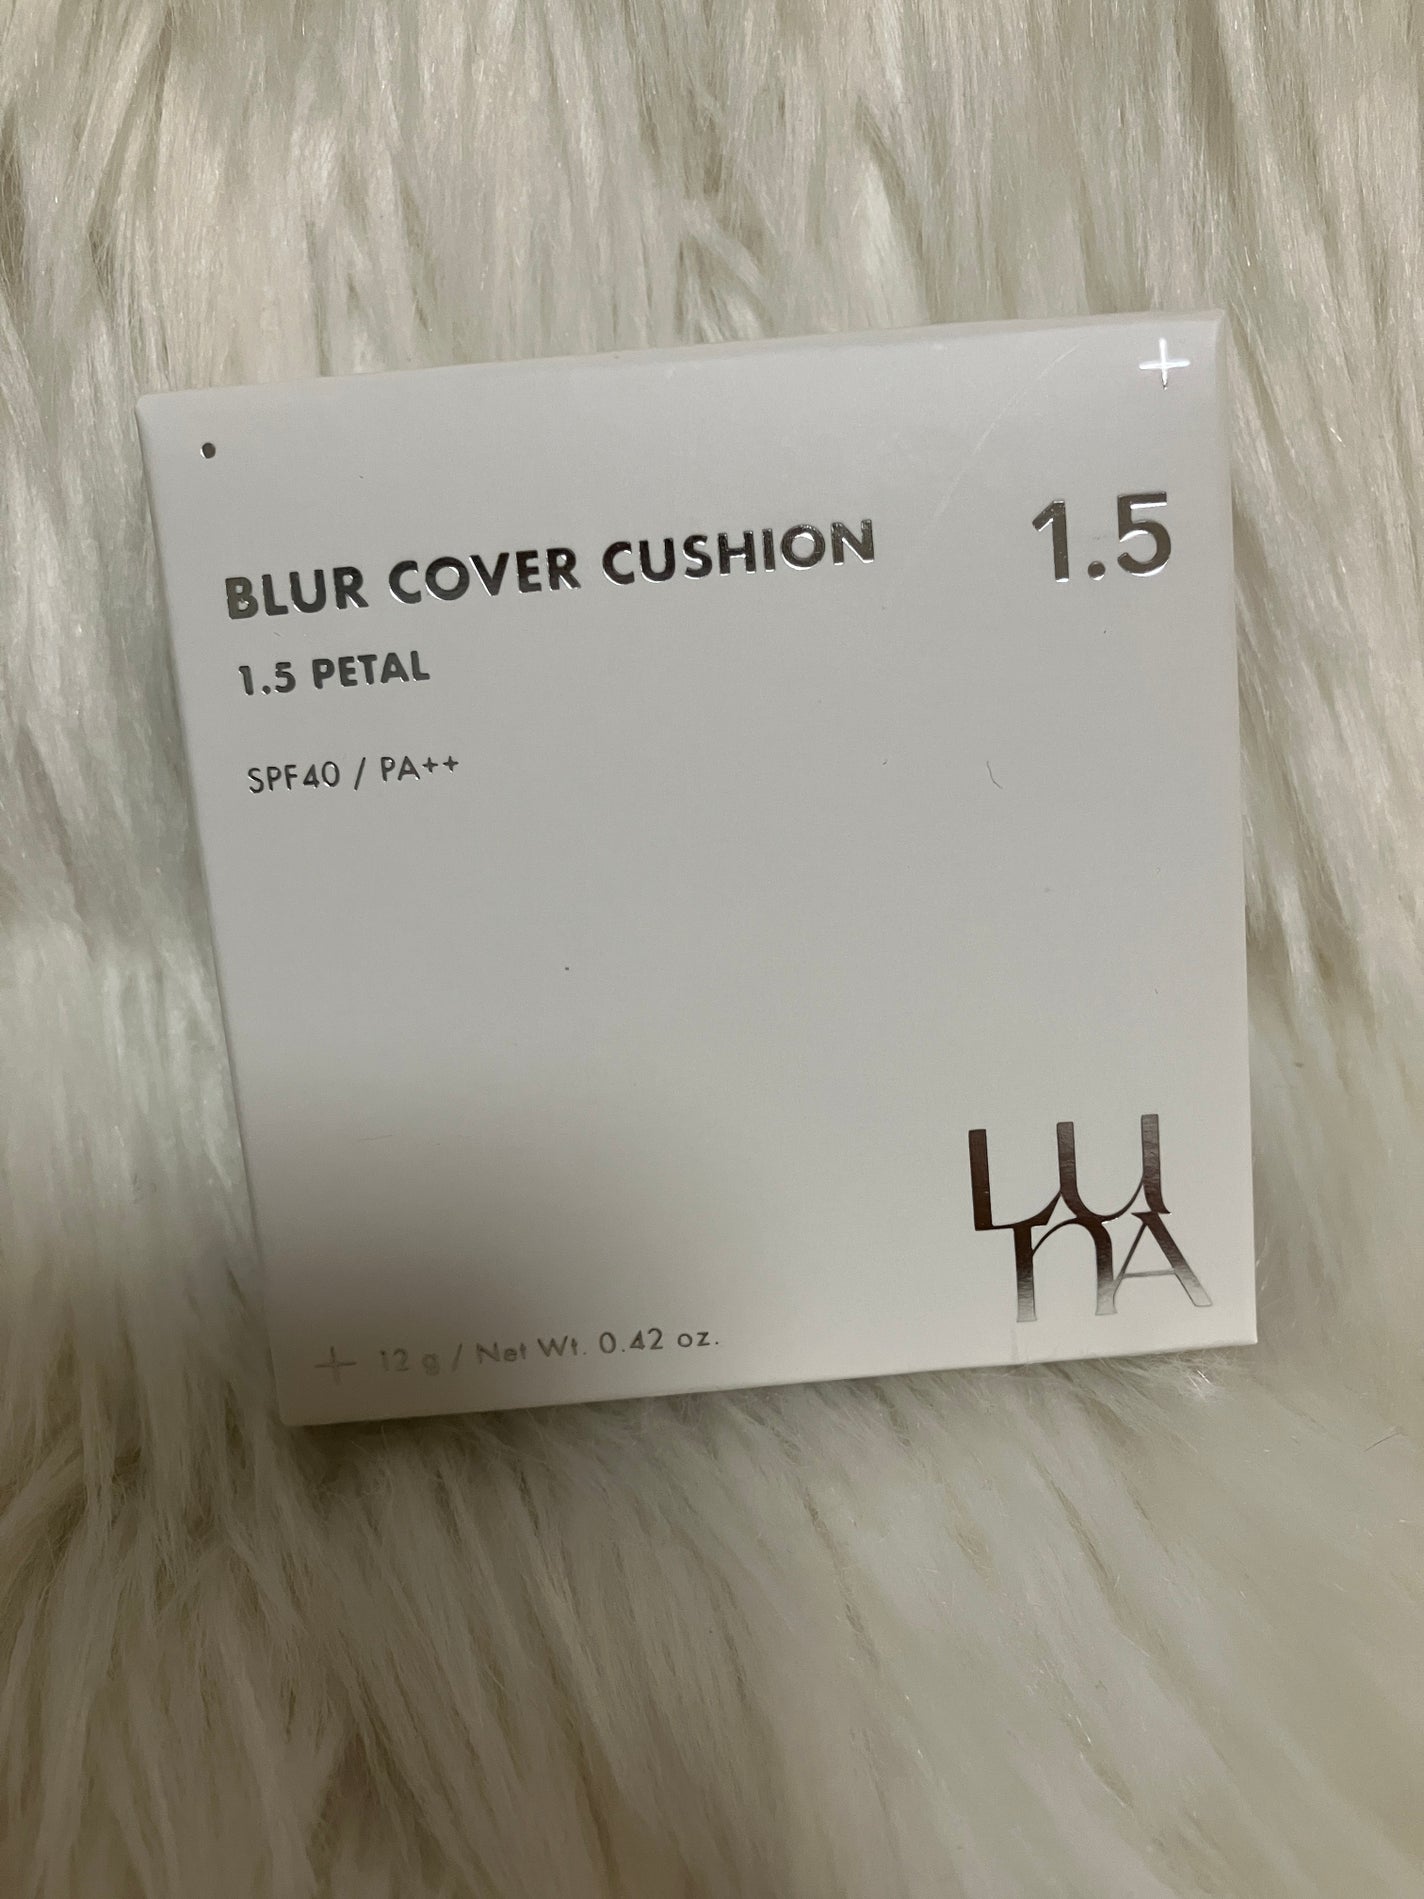 BLUR COVER CUSHION
1.5
1.5 PETAL
SPF40 / PA++
LUNA
12 g / Net Wt. 0.42 oz.